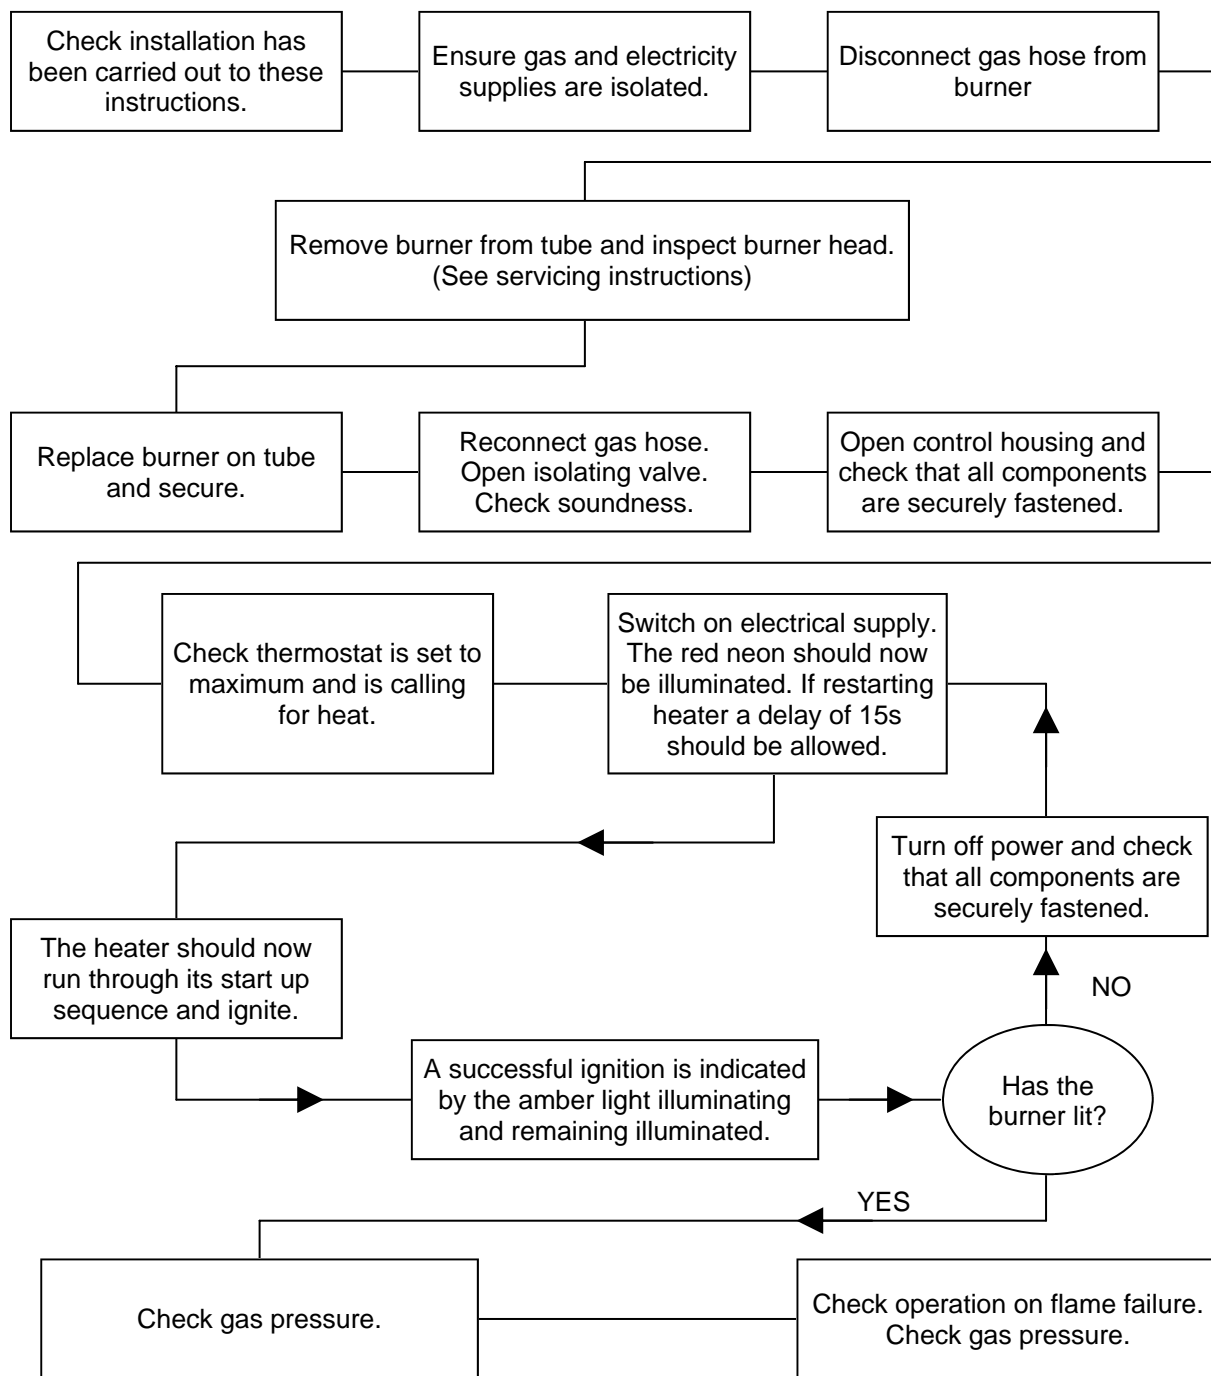 Check installation has
been carried out to these
instructions.
Ensure gas and electricity
supplies are isolated.
Disconnect gas hose from
burner
Remove burner from tube and inspect burner head.
(See servicing instructions)
Replace burner on tube
and secure.
Reconnect gas hose.
Open isolating valve.
Check soundness.
Open control housing and
check that all components
are securely fastened.
Check thermostat is set to
maximum and is calling
for heat.
Switch on electrical supply.
The red neon should now
be illuminated. If restarting
heater a delay of 15s
should be allowed.
Turn off power and check
that all components are
securely fastened.
The heater should now
run through its start up
sequence and ignite.
NO
A successful ignition is indicated
by the amber light illuminating
and remaining illuminated.
Has the
burner lit?
YES
Check gas pressure.
Check operation on flame failure.
Check gas pressure.